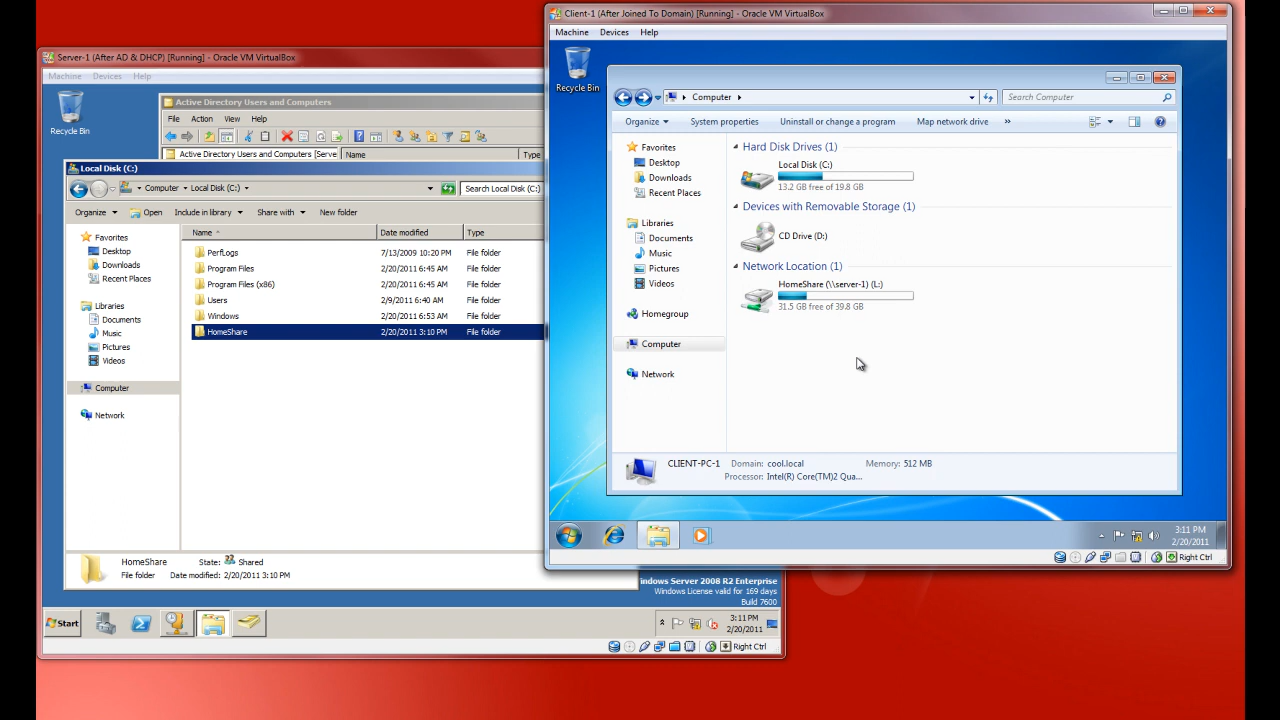 Server-1 (After AD & DHCP) [Running] - Oracle VM VirtualBox
Machine Devices Help
Recycle Bin
Active Directory Users and Computers
File Action View Help
Active Directory Users and Computers [Serve Name Type
Local Disk (C:)
Computer Local Disk (C:) Search Local Disk (C:)
Organize Open Include in library Share with New folder
Favorites
Desktop
Downloads
Recent Places
Libraries
Documents
Music
Pictures
Videos
Computer
Network
Name Date modified Type
PerfLogs 7/13/2009 10:20 PM File folder
Program Files 2/20/2011 6:45 AM File folder
Program Files (x86) 2/20/2011 6:45 AM File folder
Users 2/9/2011 6:40 AM File folder
Windows 2/20/2011 6:53 AM File folder
HomeShare 2/20/2011 3:10 PM File folder
HomeShare State: Shared
File folder Date modified: 2/20/2011 3:10 PM
indows Server 2008 R2 Enterprise
Windows License valid for 169 days
Build 7600
Start
3:11 PM
2/20/2011
Right Ctrl
Client-1 (After Joined To Domain) [Running] - Oracle VM VirtualBox
Machine Devices Help
Recycle Bin
Computer Search Computer
Organize System properties Uninstall or change a program Map network drive »
Favorites
Desktop
Downloads
Recent Places
Libraries
Documents
Music
Pictures
Videos
Homegroup
Computer
Network
Hard Disk Drives (1)
Local Disk (C:)
13.2 GB free of 19.8 GB
Devices with Removable Storage (1)
CD Drive (D:)
Network Location (1)
HomeShare (\\server-1) (L:)
31.5 GB free of 39.8 GB
CLIENT-PC-1 Domain: cool.local Memory: 512 MB
Processor: Intel(R) Core(TM)2 Qua...
3:11 PM
2/20/2011
Right Ctrl